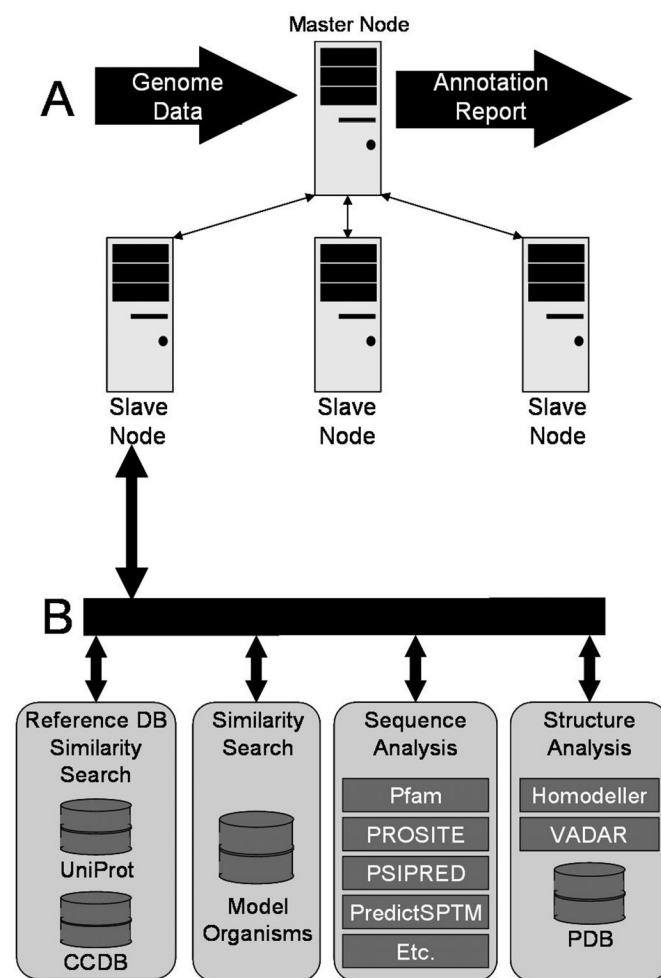 Master Node
A
Genome
Data
Annotation
Report
Slave
Node
Slave
Node
Slave
Node
B
Reference DB
Similarity
Search
UniProt
CCDB
Similarity
Search
Model
Organisms
Sequence
Analysis
Pfam
PROSITE
PSIPRED
PredictSPTM
Etc.
Structure
Analysis
Homodeller
VADAR
PDB